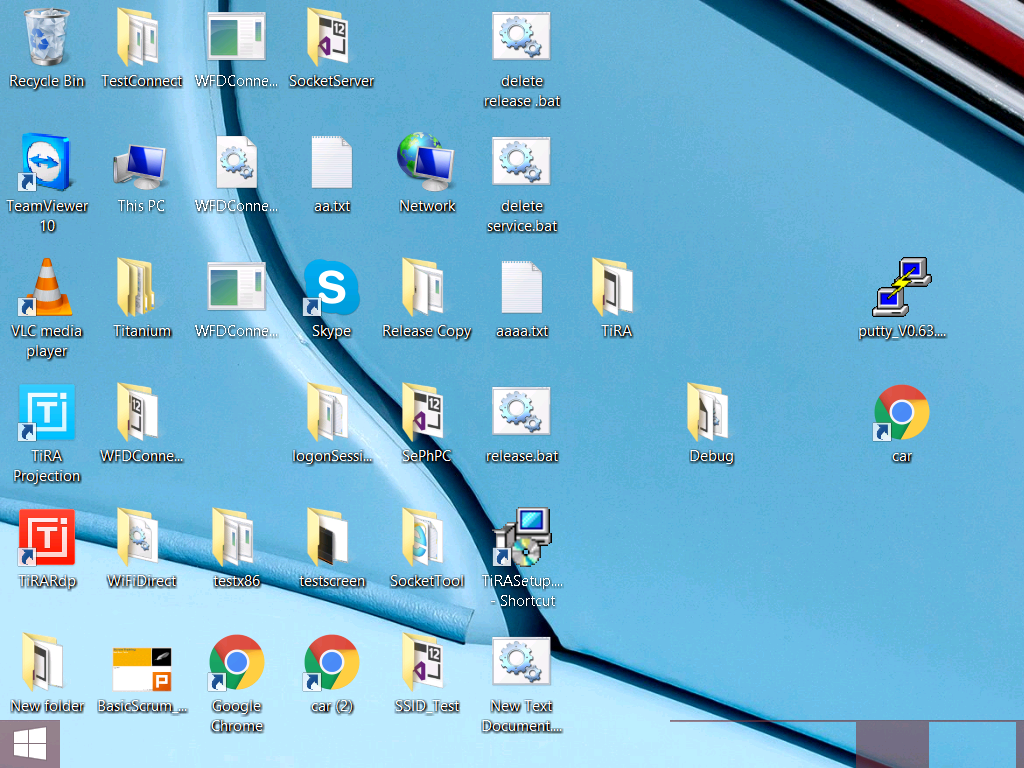 Recycle Bin
TestConnect
WFDConne...
SocketServer
delete
release .bat
TeamViewer
10
This PC
WFDConne...
aa.txt
Network
delete
service.bat
VLC media
player
Titanium
WFDConne...
Skype
Release Copy
aaaa.txt
TiRA
putty_V0.63....
TiRA
Projection
WFDConne...
logonSessi...
SePhPC
release.bat
Debug
car
TiRARdp
WiFiDirect
testx86
testscreen
SocketTool
TiRASetup....
- Shortcut
New folder
BasicScrum_...
Google
Chrome
car (2)
SSID_Test
New Text
Document....